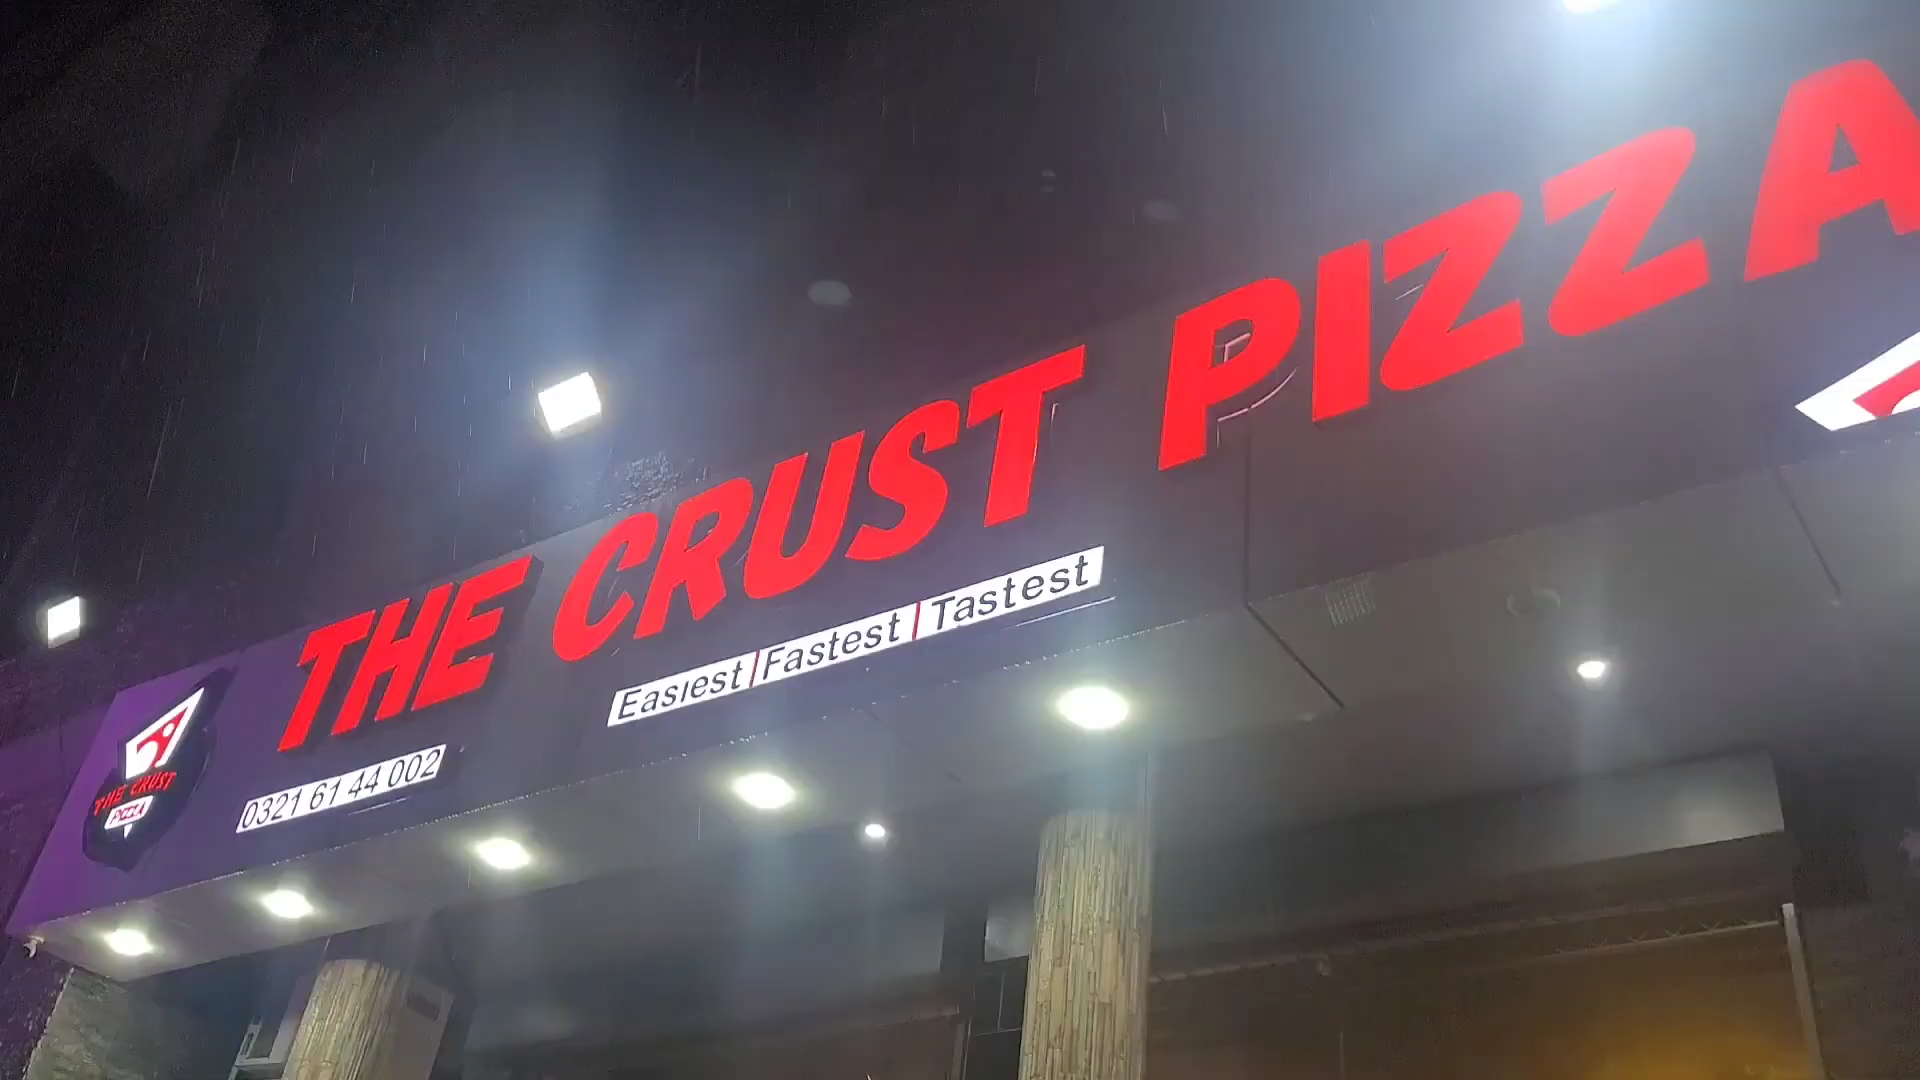 THE CRUST PIZZA
Easiest|Fastest|Tastest
0321 61 44 002
THE CRUST
PIZZA